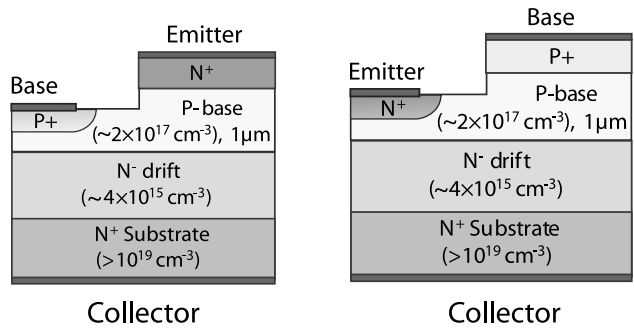 Emitter
N⁺
Base
P+
P-base
(~2×10¹⁷ cm⁻³), 1μm
N⁻ drift
(~4×10¹⁵ cm⁻³)
N⁺ Substrate
(>10¹⁹ cm⁻³)
Collector
Base
P+
Emitter
N⁺
P-base
(~2×10¹⁷ cm⁻³), 1μm
N⁻ drift
(~4×10¹⁵ cm⁻³)
N⁺ Substrate
(>10¹⁹ cm⁻³)
Collector